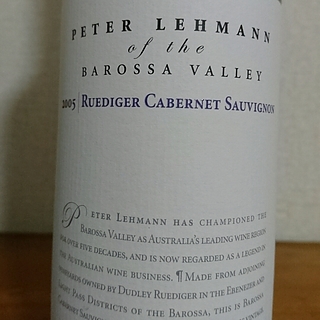 PETER LEHMANN
of the
BAROSSA VALLEY
2005 | RUEDIGER CABERNET SAUVIGNON
PETER LEHMANN HAS CHAMPIONED THE
BAROSSA VALLEY AS AUSTRALIA'S LEADING WINE REGION
FOR OVER FIVE DECADES, AND IS NOW REGARDED AS A LEGEND IN
THE AUSTRALIAN WINE BUSINESS. ¶ MADE FROM ADJOINING
VINEYARDS OWNED BY DUDLEY RUEDIGER IN THE EBENEZER AND
LIGHT PASS DISTRICTS OF THE BAROSSA, THIS IS BAROSSA
CABERNET SAUVIGNON